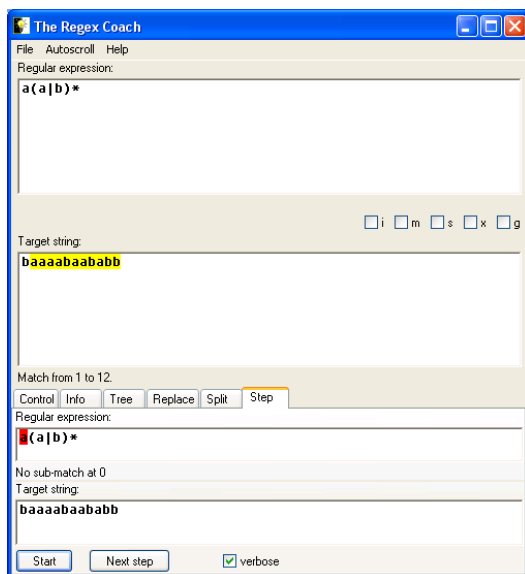 The Regex Coach
File Autoscroll Help
Regular expression:
a(a|b)*
i m s x g
Target string:
baaaabaababb
Match from 1 to 12.
Control Info Tree Replace Split Step
Regular expression:
a(a|b)*
No sub-match at 0
Target string:
baaaabaababb
Start Next step verbose